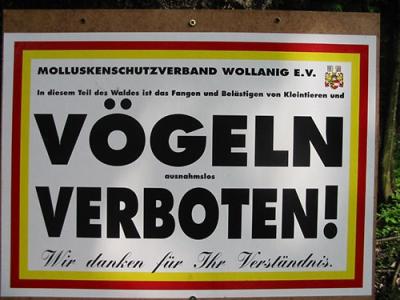 MOLLUSKENSCHUTZVERBAND WOLLANIG E.V.
In diesem Teil des Waldes ist das Fangen und Belästigen von Kleintieren und
VÖGELN
ausnahmslos
VERBOTEN!
Wir danken für Ihr Verständnis.